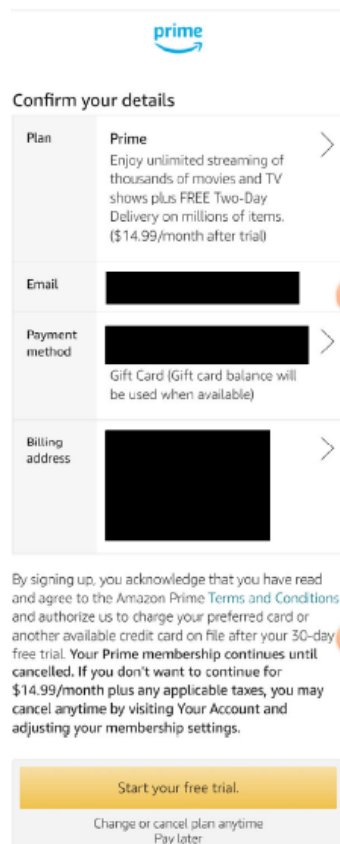 prime
Confirm your details
Plan
Prime
Enjoy unlimited streaming of
thousands of movies and TV
shows plus FREE Two-Day
Delivery on millions of items.
($14.99/month after trial)
Email
Payment
method
Gift Card (Gift card balance will
be used when available)
Billing
address
By signing up, you acknowledge that you have read
and agree to the Amazon Prime Terms and Conditions
and authorize us to charge your preferred card or
another available credit card on file after your 30-day
free trial. Your Prime membership continues until
cancelled. If you don't want to continue for
$14.99/month plus any applicable taxes, you may
cancel anytime by visiting Your Account and
adjusting your membership settings.
Start your free trial.
Change or cancel plan anytime
Pay later